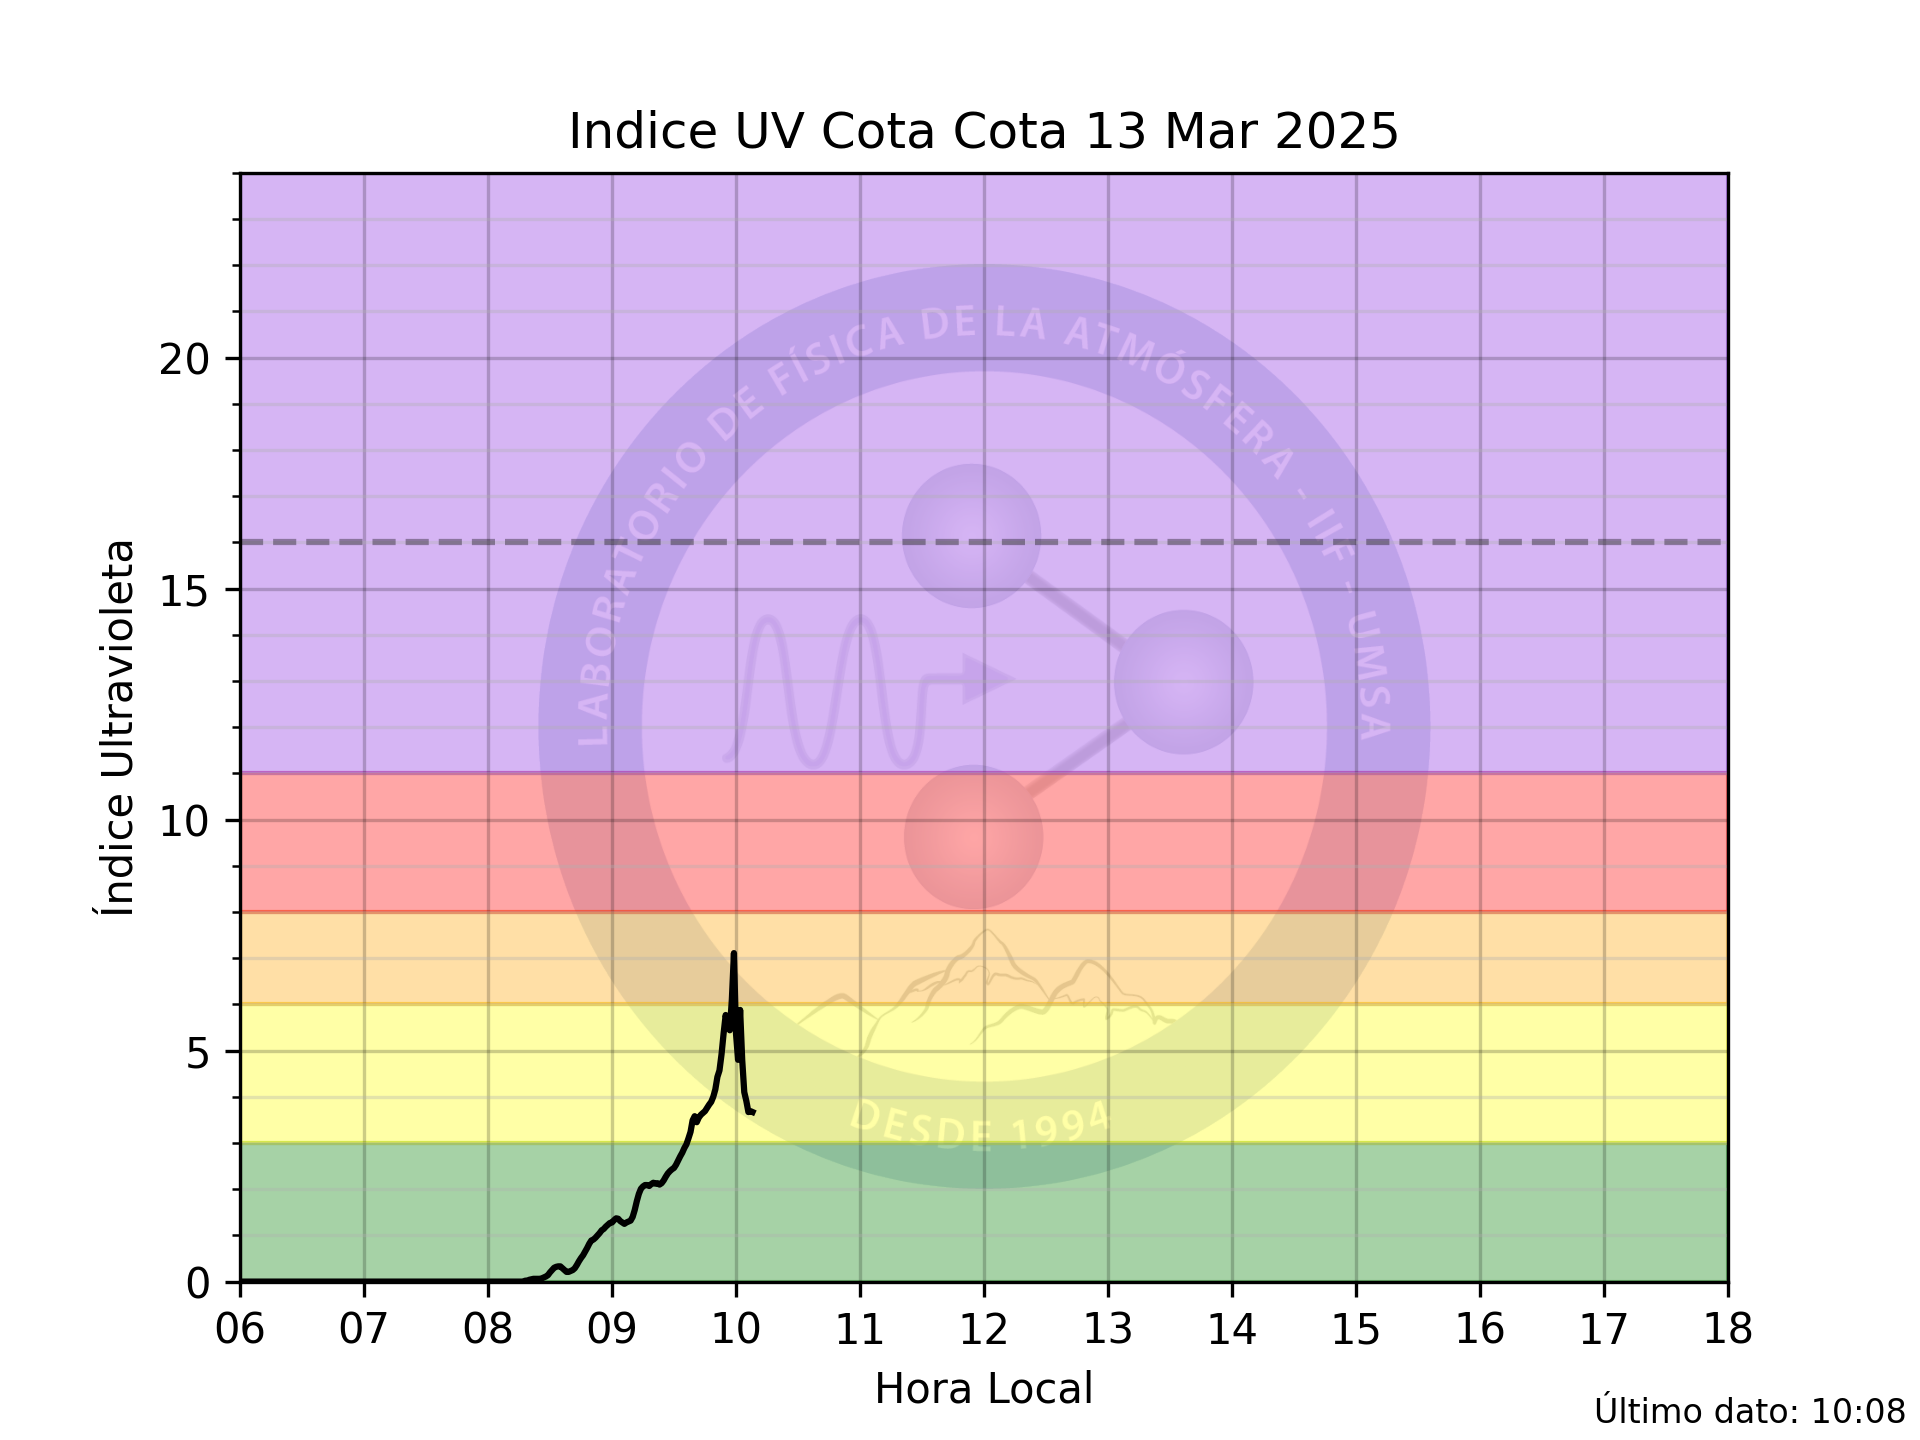 Indice UV Cota Cota 13 Mar 2025
Índice Ultravioleta
20
15
10
5
0
LABORATORIO DE FÍSICA DE LA ATMÓSFERA - IIF - UMSA
DESDE 1994
06 07 08 09 10 11 12 13 14 15 16 17 18
Hora Local
Último dato: 10:08